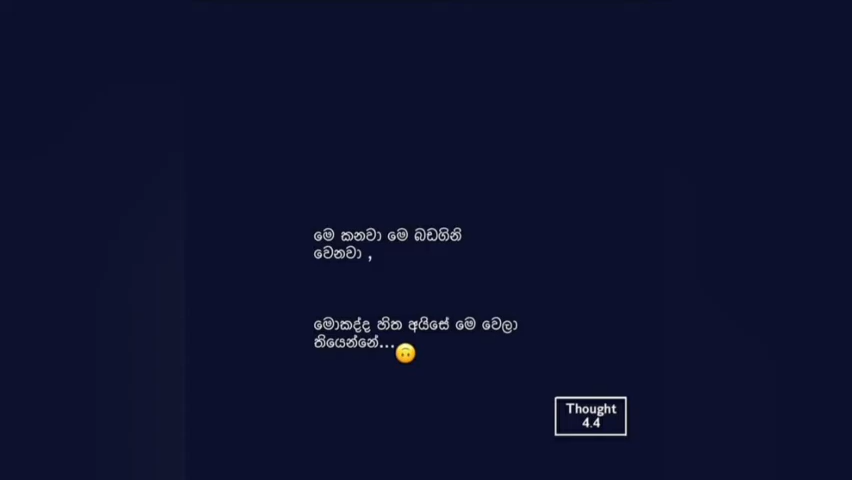 මෙ කනවා මෙ බඩගිනි
වෙනවා ,
මොකද්ද හිත අයිසේ මෙ වෙලා
තියෙන්නේ...🙃
Thought
4.4